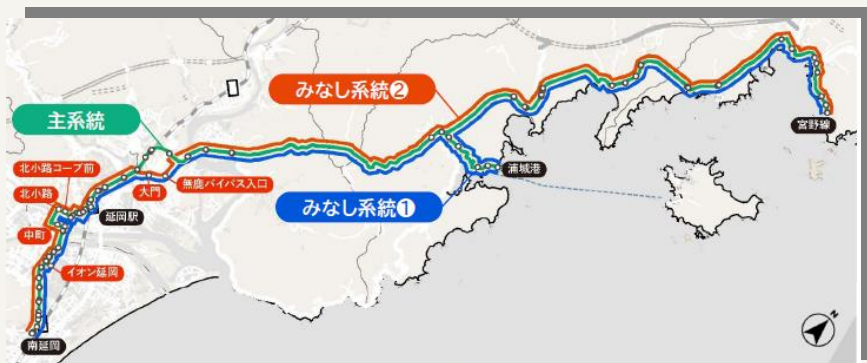 みなし系統❷
主系統
宮野線
北小路コープ前
北小路
大門
無鹿バイパス入口
浦城港
延岡駅
みなし系統❶
中町
イオン延岡
南延岡
N